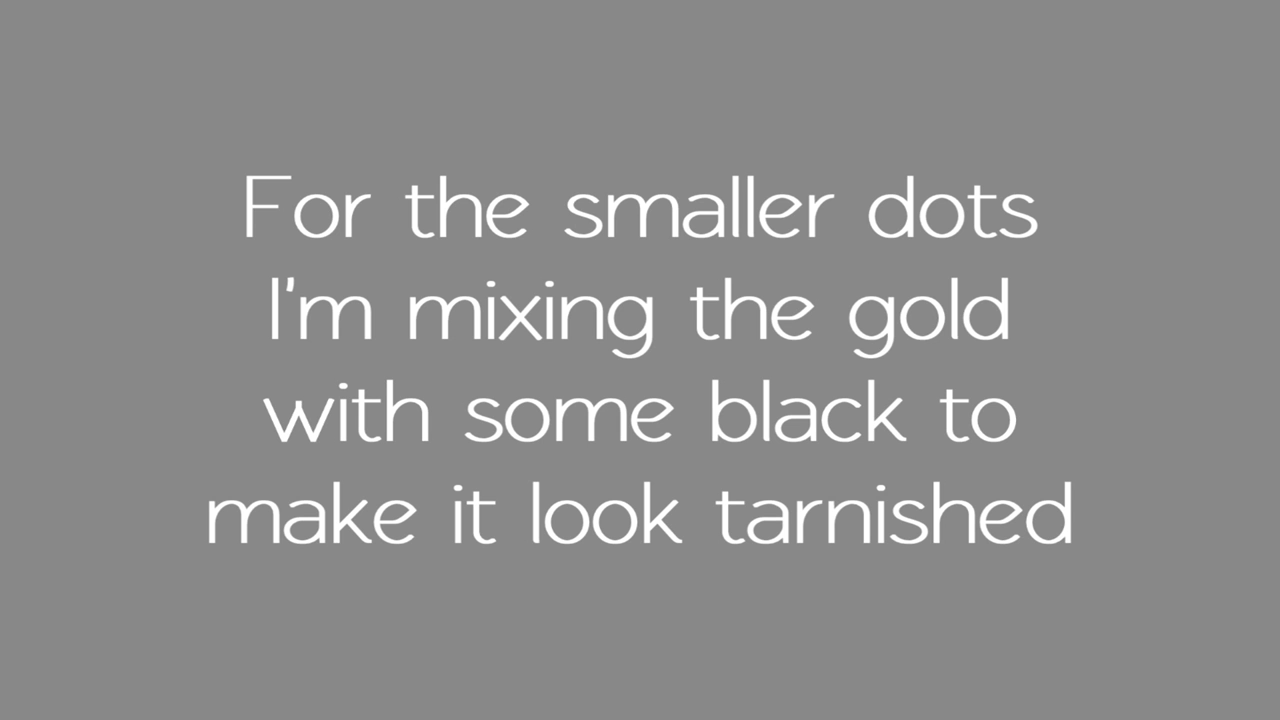 For the smaller dots
I'm mixing the gold
with some black to
make it look tarnished